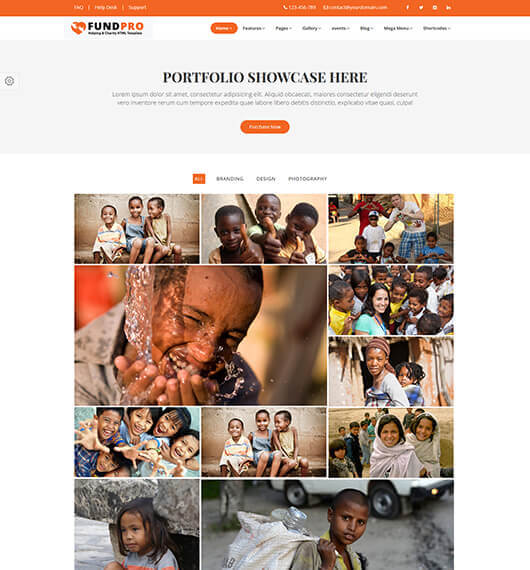 FAQ | Help Desk | Support
123-456-789 contact@yourdomain.com
FUNDPRO
Helping & Charity HTML Template
Home Features Pages Gallery events Blog Mega Menu Shortcodes
PORTFOLIO SHOWCASE HERE
Lorem ipsum dolor sit amet, consectetur adipisicing elit. Aliquid obcaecati, maiores consectetur eligendi deserunt
vero inventore rerum cum tempore expedita quae labore libero debitis distinctio, explicabo vitae quasi, culpa!
Purchase Now
ALL BRANDING DESIGN PHOTOGRAPHY